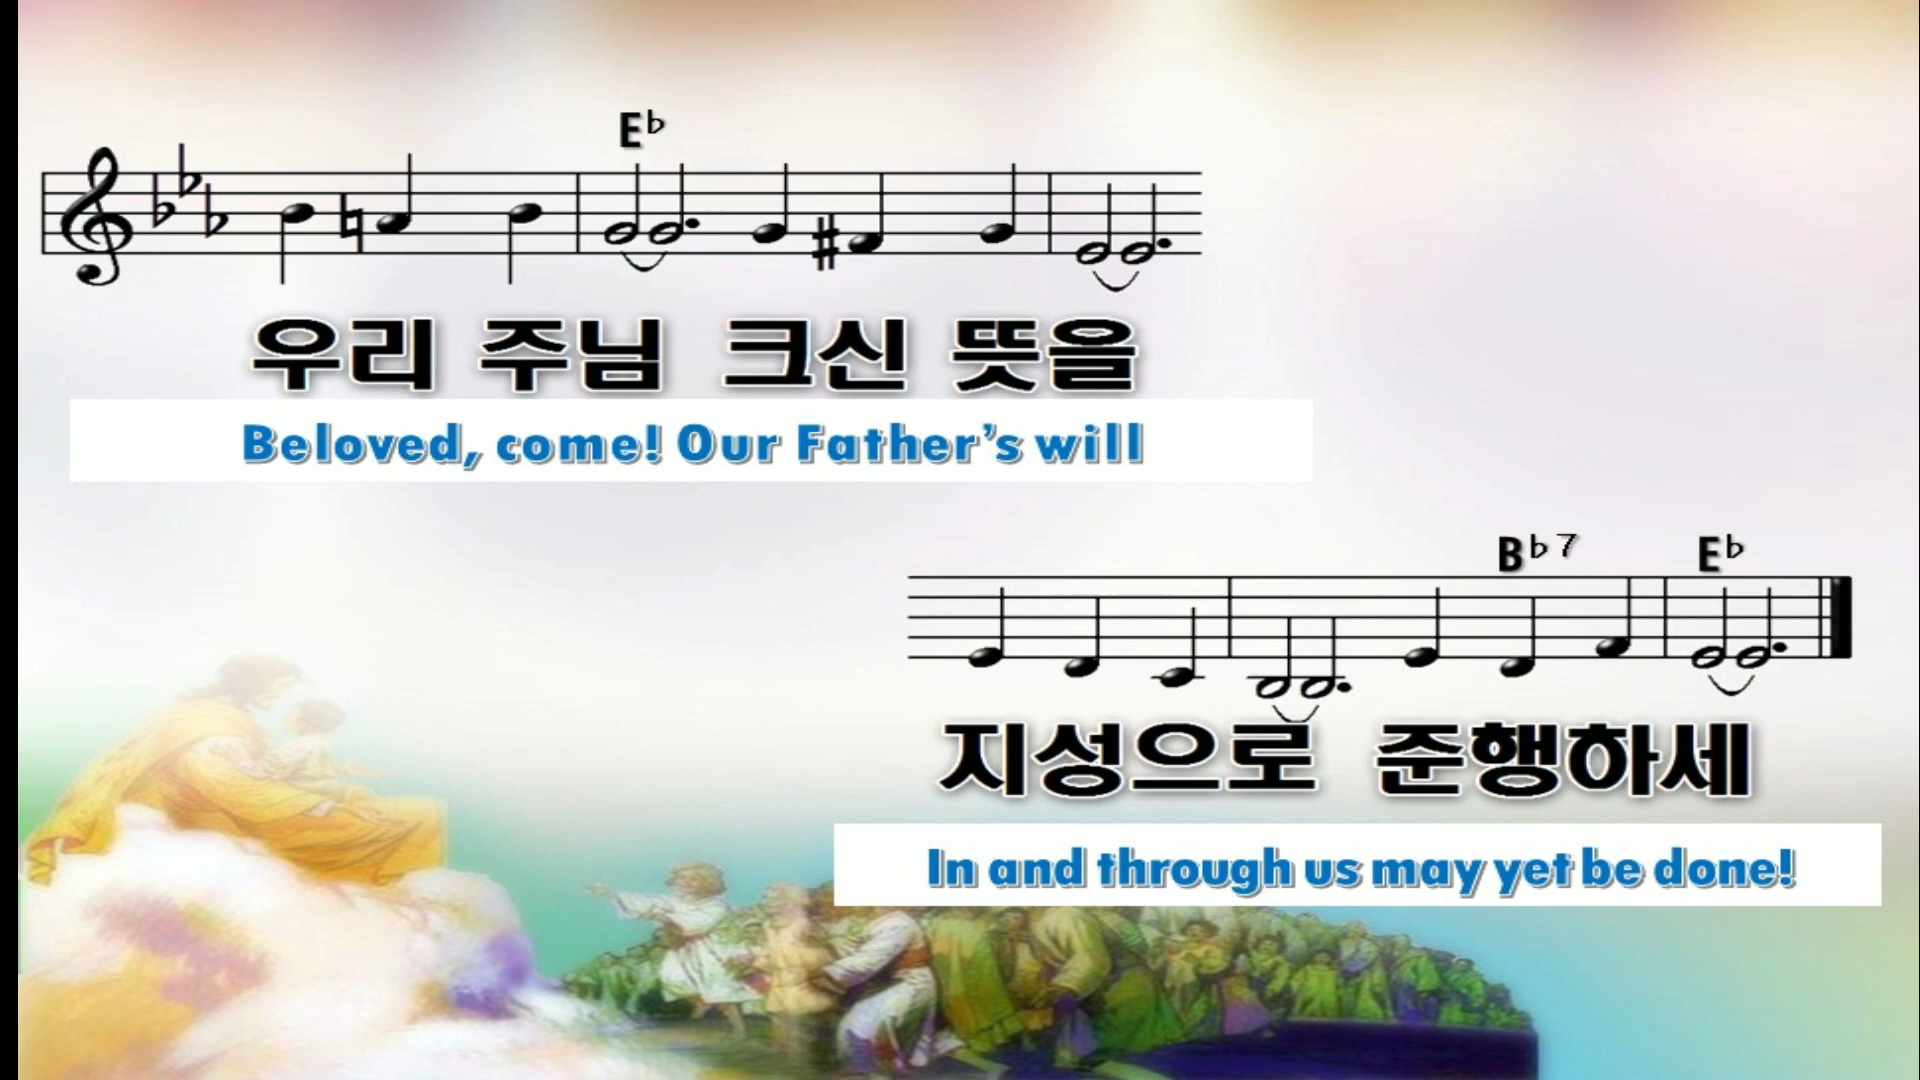 E♭
우리 주님 크신 뜻을
Beloved, come! Our Father’s will
B♭7 E♭
지성으로 준행하세
In and through us may yet be done!